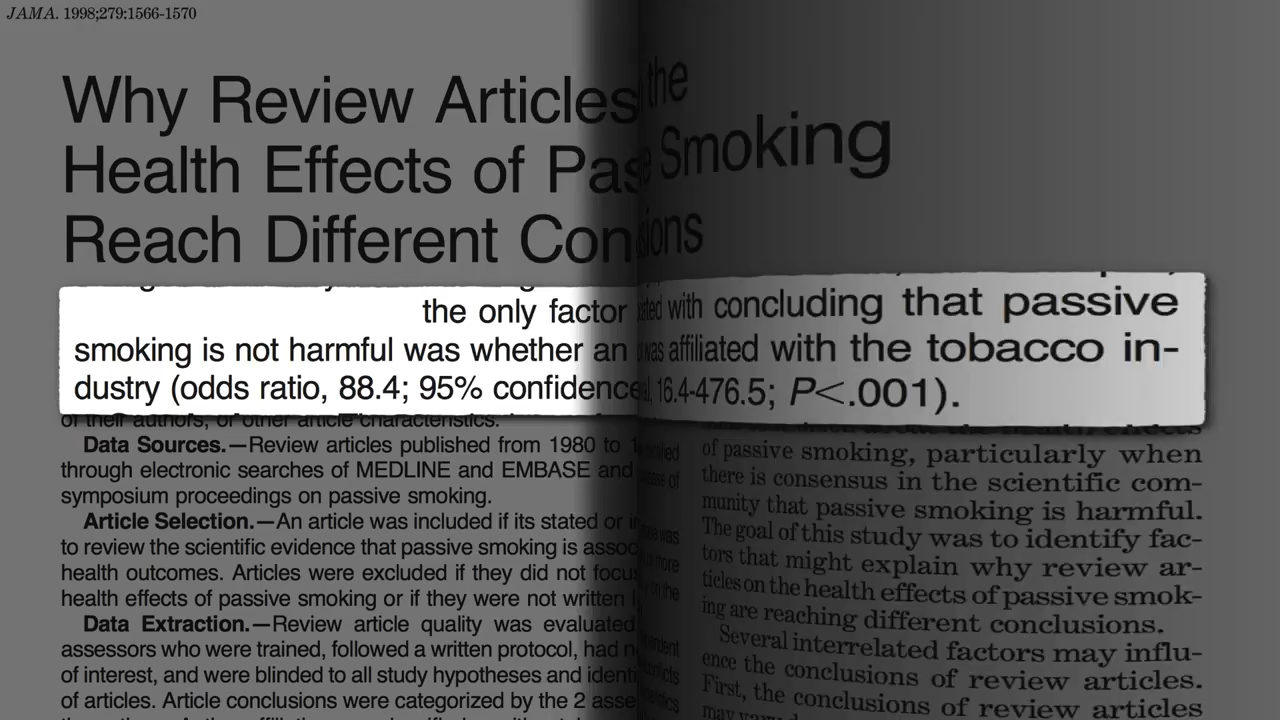 JAMA. 1998;279:1566-1570
Why Review Articles the
Health Effects of Pas e Smoking
Reach Different Con sions
the only factor with concluding that passive
smoking is not harmful was whether an was affiliated with the tobacco in-
dustry (odds ratio, 88.4; 95% confidence 16.4-476.5; P<.001).
of their authors, or other article characteristics.
Data Sources.—Review articles published from 1980 to
through electronic searches of MEDLINE and EMBASE and
symposium proceedings on passive smoking.
Article Selection.—An article was included if its stated or
to review the scientific evidence that passive smoking is assoc
health outcomes. Articles were excluded if they did not focu
health effects of passive smoking or if they were not written
Data Extraction.—Review article quality was evaluated
assessors who were trained, followed a written protocol, had
of interest, and were blinded to all study hypotheses and identi
of articles. Article conclusions were categorized by the 2 asse
of passive smoking, particularly when
there is consensus in the scientific com-
munity that passive smoking is harmful.
The goal of this study was to identify fac-
tors that might explain why review ar-
ticles on the health effects of passive smok-
ing are reaching different conclusions.
Several interrelated factors may influ-
ence the conclusions of review articles.
First, the conclusions of review articles